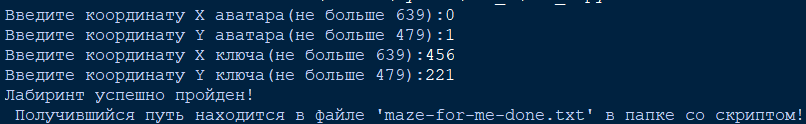 Введите координату X аватара(не больше 639):0
Введите координату Y аватара(не больше 479):1
Введите координату X ключа(не больше 639):456
Введите координату Y ключа(не больше 479):221
Лабиринт успешно пройден!
Получившийся путь находится в файле 'maze-for-me-done.txt' в папке со скриптом!